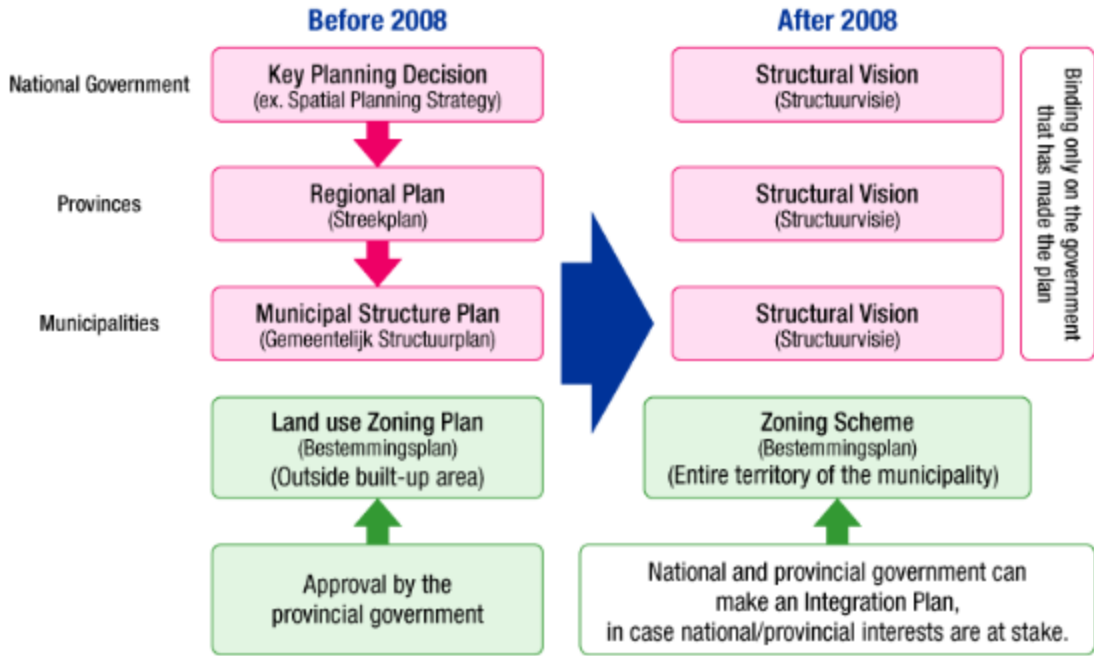 Before 2008
After 2008
National Government
Key Planning Decision
(ex. Spatial Planning Strategy)
Structural Vision
(Structuurvisie)
Provinces
Regional Plan
(Streekplan)
Structural Vision
(Structuurvisie)
Municipalities
Municipal Structure Plan
(Gemeentelijk Structuurplan)
Structural Vision
(Structuurvisie)
Binding only on the government
that has made the plan
Land use Zoning Plan
(Bestemmingsplan)
(Outside built-up area)
Zoning Scheme
(Bestemmingsplan)
(Entire territory of the municipality)
Approval by the
provincial government
National and provincial government can
make an Integration Plan,
in case national/provincial interests are at stake.